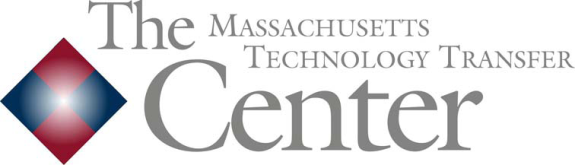 The MASSACHUSETTS
TECHNOLOGY TRANSFER
Center